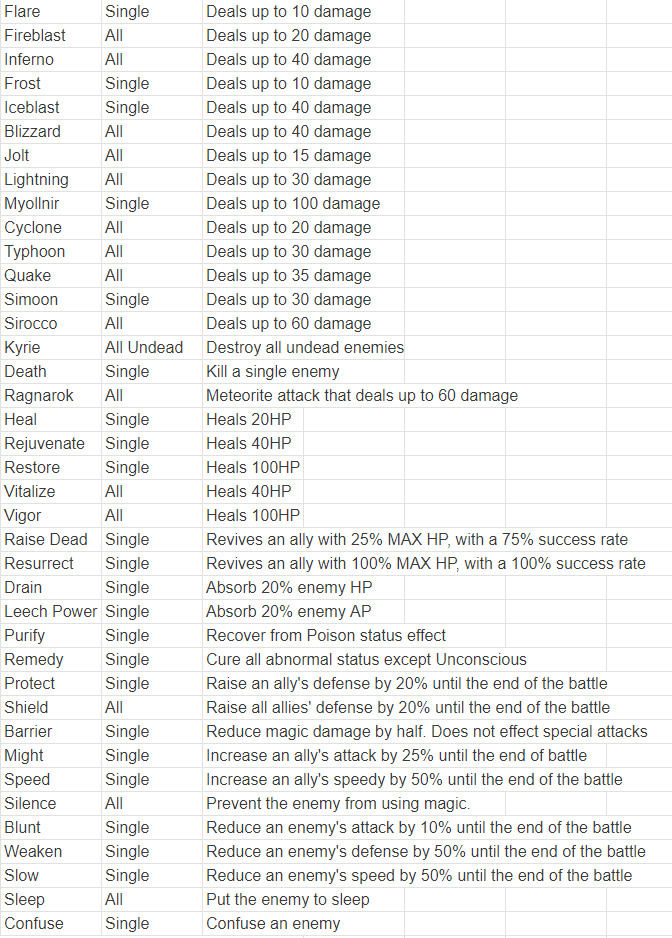 Flare Single Deals up to 10 damage
Fireblast All Deals up to 20 damage
Inferno All Deals up to 40 damage
Frost Single Deals up to 10 damage
Iceblast Single Deals up to 40 damage
Blizzard All Deals up to 40 damage
Jolt All Deals up to 15 damage
Lightning All Deals up to 30 damage
Myollnir Single Deals up to 100 damage
Cyclone All Deals up to 20 damage
Typhoon All Deals up to 30 damage
Quake All Deals up to 35 damage
Simoon Single Deals up to 30 damage
Sirocco All Deals up to 60 damage
Kyrie All Undead Destroy all undead enemies
Death Single Kill a single enemy
Ragnarok All Meteorite attack that deals up to 60 damage
Heal Single Heals 20HP
Rejuvenate Single Heals 40HP
Restore Single Heals 100HP
Vitalize All Heals 40HP
Vigor All Heals 100HP
Raise Dead Single Revives an ally with 25% MAX HP, with a 75% success rate
Resurrect Single Revives an ally with 100% MAX HP, with a 100% success rate
Drain Single Absorb 20% enemy HP
Leech Power Single Absorb 20% enemy AP
Purify Single Recover from Poison status effect
Remedy Single Cure all abnormal status except Unconscious
Protect Single Raise an ally's defense by 20% until the end of the battle
Shield All Raise all allies' defense by 20% until the end of the battle
Barrier Single Reduce magic damage by half. Does not effect special attacks
Might Single Increase an ally's attack by 25% until the end of battle
Speed Single Increase an ally's speedy by 50% until the end of the battle
Silence All Prevent the enemy from using magic.
Blunt Single Reduce an enemy's attack by 10% until the end of the battle
Weaken Single Reduce an enemy's defense by 50% until the end of the battle
Slow Single Reduce an enemy's speed by 50% until the end of the battle
Sleep All Put the enemy to sleep
Confuse Single Confuse an enemy